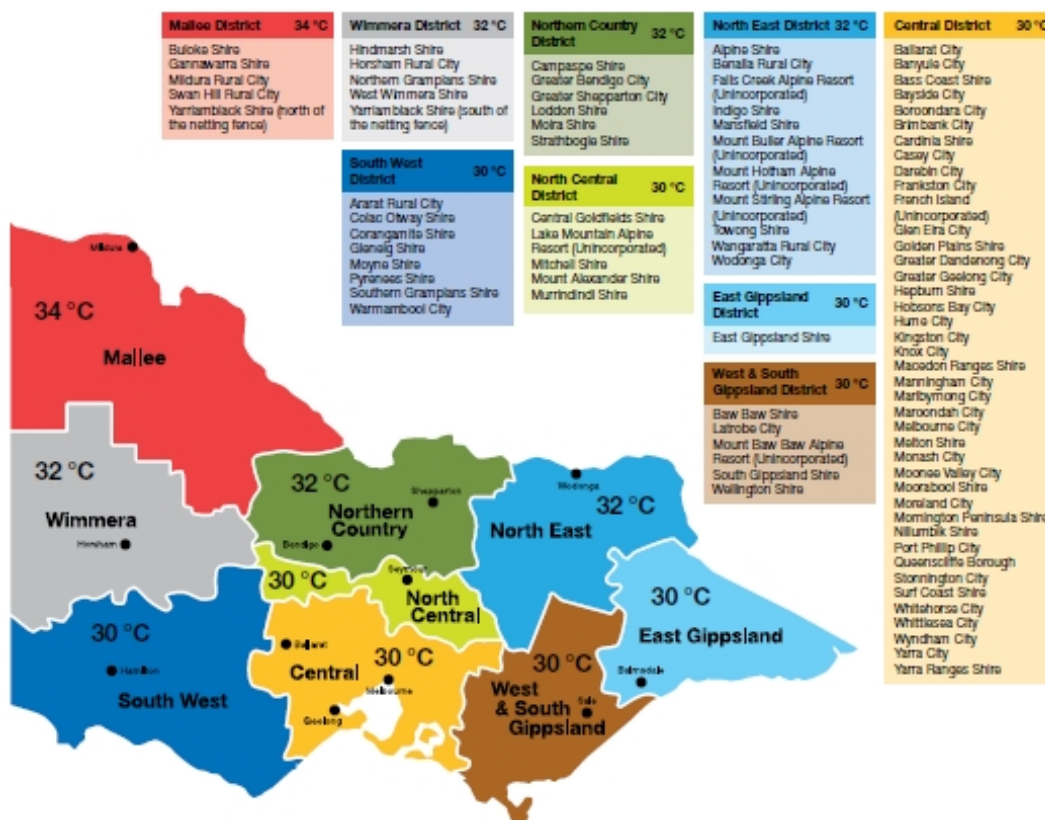 Mallee District 34 °C
Buloke Shire
Gannawarra Shire
Mildura Rural City
Swan Hill Rural City
Yarriambiack Shire (north of
the netting fence)
Wimmera District 32 °C
Hindmarsh Shire
Horsham Rural City
Northern Grampians Shire
West Wimmera Shire
Yarriambiack Shire (south of
the netting fence)
South West
District 30 °C
Ararat Rural City
Colac Otway Shire
Corangamite Shire
Glenelg Shire
Moyne Shire
Pyrenees Shire
Southern Grampians Shire
Warrnambool City
Northern Country
District 32 °C
Campaspe Shire
Greater Bendigo City
Greater Shepparton City
Loddon Shire
Moira Shire
Strathbogie Shire
North Central
District 30 °C
Central Goldfields Shire
Lake Mountain Alpine
Resort (Unincorporated)
Mitchell Shire
Mount Alexander Shire
Murrindindi Shire
North East District 32 °C
Alpine Shire
Benalla Rural City
Falls Creek Alpine Resort
(Unincorporated)
Indigo Shire
Mansfield Shire
Mount Buller Alpine Resort
(Unincorporated)
Mount Hotham Alpine
Resort (Unincorporated)
Mount Stirling Alpine Resort
(Unincorporated)
Towong Shire
Wangaratta Rural City
Wodonga City
East Gippsland
District 30 °C
East Gippsland Shire
West & South
Gippsland District 30 °C
Baw Baw Shire
Latrobe City
Mount Baw Baw Alpine
Resort (Unincorporated)
South Gippsland Shire
Wellington Shire
Central District 30 °C
Ballarat City
Banyule City
Bass Coast Shire
Bayside City
Boroondara City
Brimbank City
Cardinia Shire
Casey City
Darebin City
Frankston City
French Island
(Unincorporated)
Glen Eira City
Golden Plains Shire
Greater Dandenong City
Greater Geelong City
Hepburn Shire
Hobsons Bay City
Hume City
Kingston City
Knox City
Macedon Ranges Shire
Manningham City
Maribyrnong City
Maroondah City
Melbourne City
Melton Shire
Monash City
Moonee Valley City
Moorabool Shire
Moreland City
Mornington Peninsula Shire
Nillumbik Shire
Port Phillip City
Queenscliffe Borough
Stonnington City
Surf Coast Shire
Whitehorse City
Whittlesea City
Wyndham City
Yarra City
Yarra Ranges Shire
Mildura
34 °C
Mallee
32 °C
Wimmera
Horsham
32 °C
Shepparton
Northern
Country
Bendigo
Wodonga
32 °C
North East
30 °C
Seymour
North
Central
30 °C
Hamilton
South West
Ballarat
Central
30 °C
Melbourne
Geelong
30 °C
West
& South
Gippsland
Sale
30 °C
East Gippsland
Bairnsdale